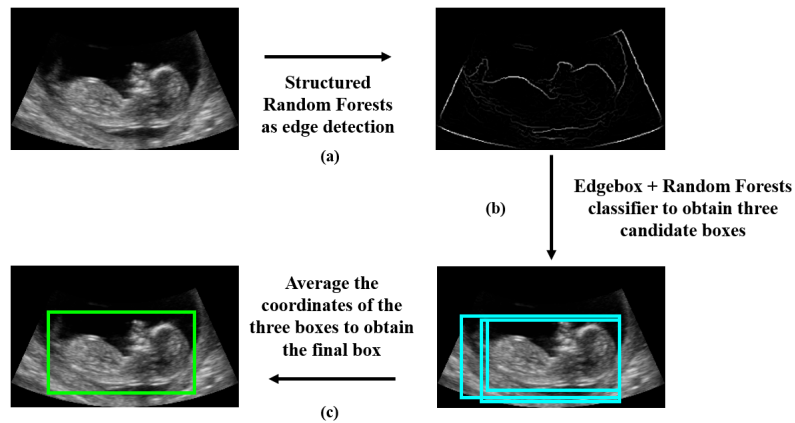 Structured
Random Forests
as edge detection
(a)
(b)
Edgebox + Random Forests
classifier to obtain three
candidate boxes
Average the
coordinates of the
three boxes to obtain
the final box
(c)